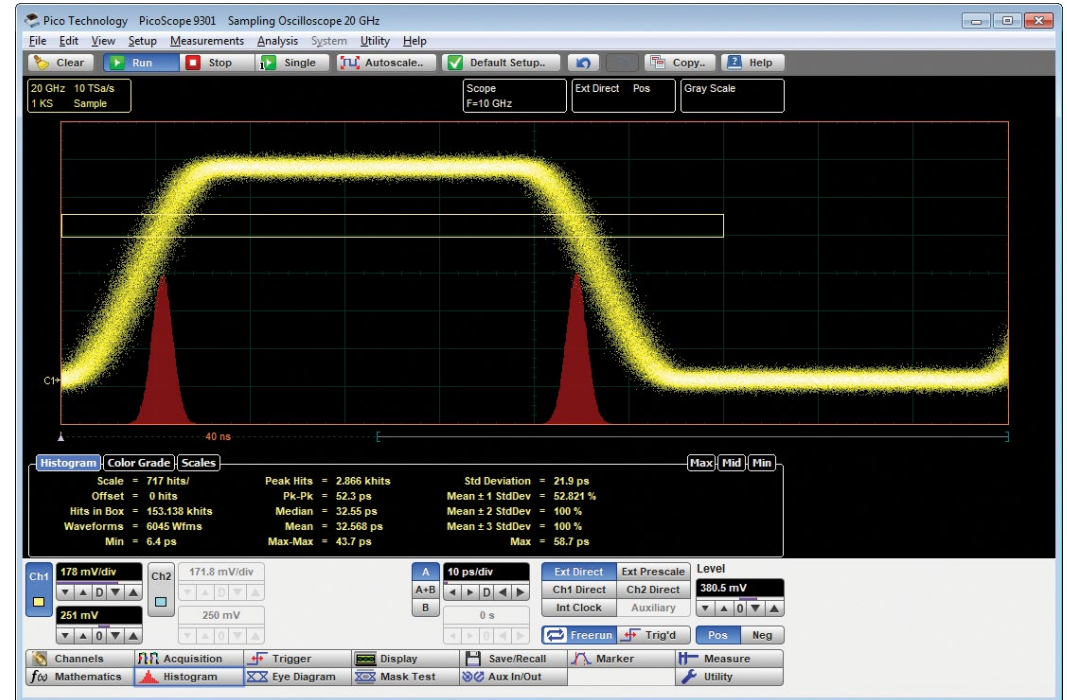 Pico Technology PicoScope 9301 Sampling Oscilloscope 20 GHz
File Edit View Setup Measurements Analysis System Utility Help
Clear Run Stop Single Autoscale.. Default Setup.. Copy.. Help
20 GHz 10 TSa/s
1 KS Sample
Scope
F=10 GHz
Ext Direct Pos
Gray Scale
C1
40 ns
Histogram Color Grade Scales Max Mid Min
Scale = 717 hits/ Peak Hits = 2.866 khits Std Deviation = 21.9 ps
Offset = 0 hits Pk-Pk = 52.3 ps Mean ± 1 StdDev = 52.821 %
Hits in Box = 153.138 khits Median = 32.55 ps Mean ± 2 StdDev = 100 %
Waveforms = 6045 Wfms Mean = 32.568 ps Mean ± 3 StdDev = 100 %
Min = 6.4 ps Max-Max = 43.7 ps Max = 58.7 ps
Ch1 178 mV/div Ch2 171.8 mV/div A 10 ps/div Ext Direct Ext Prescale Level
D D A+B D Ch1 Direct Ch2 Direct 380.5 mV
251 mV 250 mV B 0 s Int Clock Auxiliary 0
0 0 0 Freerun Trig'd Pos Neg
Channels Acquisition Trigger Display Save/Recall Marker Measure
f(x) Mathematics Histogram Eye Diagram Mask Test Aux In/Out Utility